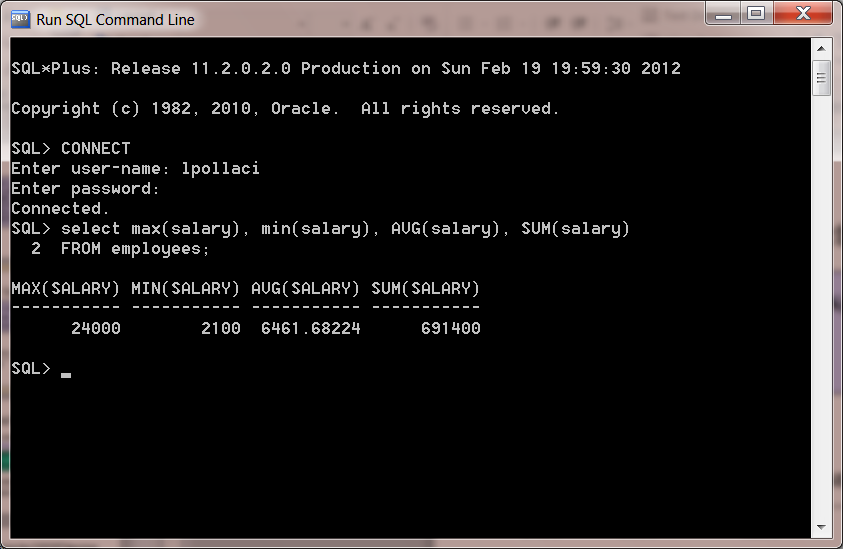 Run SQL Command Line
SQL*Plus: Release 11.2.0.2.0 Production on Sun Feb 19 19:59:30 2012
Copyright (c) 1982, 2010, Oracle.  All rights reserved.
SQL> CONNECT
Enter user-name: lpollaci
Enter password:
Connected.
SQL> select max(salary), min(salary), AVG(salary), SUM(salary)
  2  FROM employees;
MAX(SALARY) MIN(SALARY) AVG(SALARY) SUM(SALARY)
----------- ----------- ----------- -----------
      24000        2100  6461.68224      691400
SQL> _